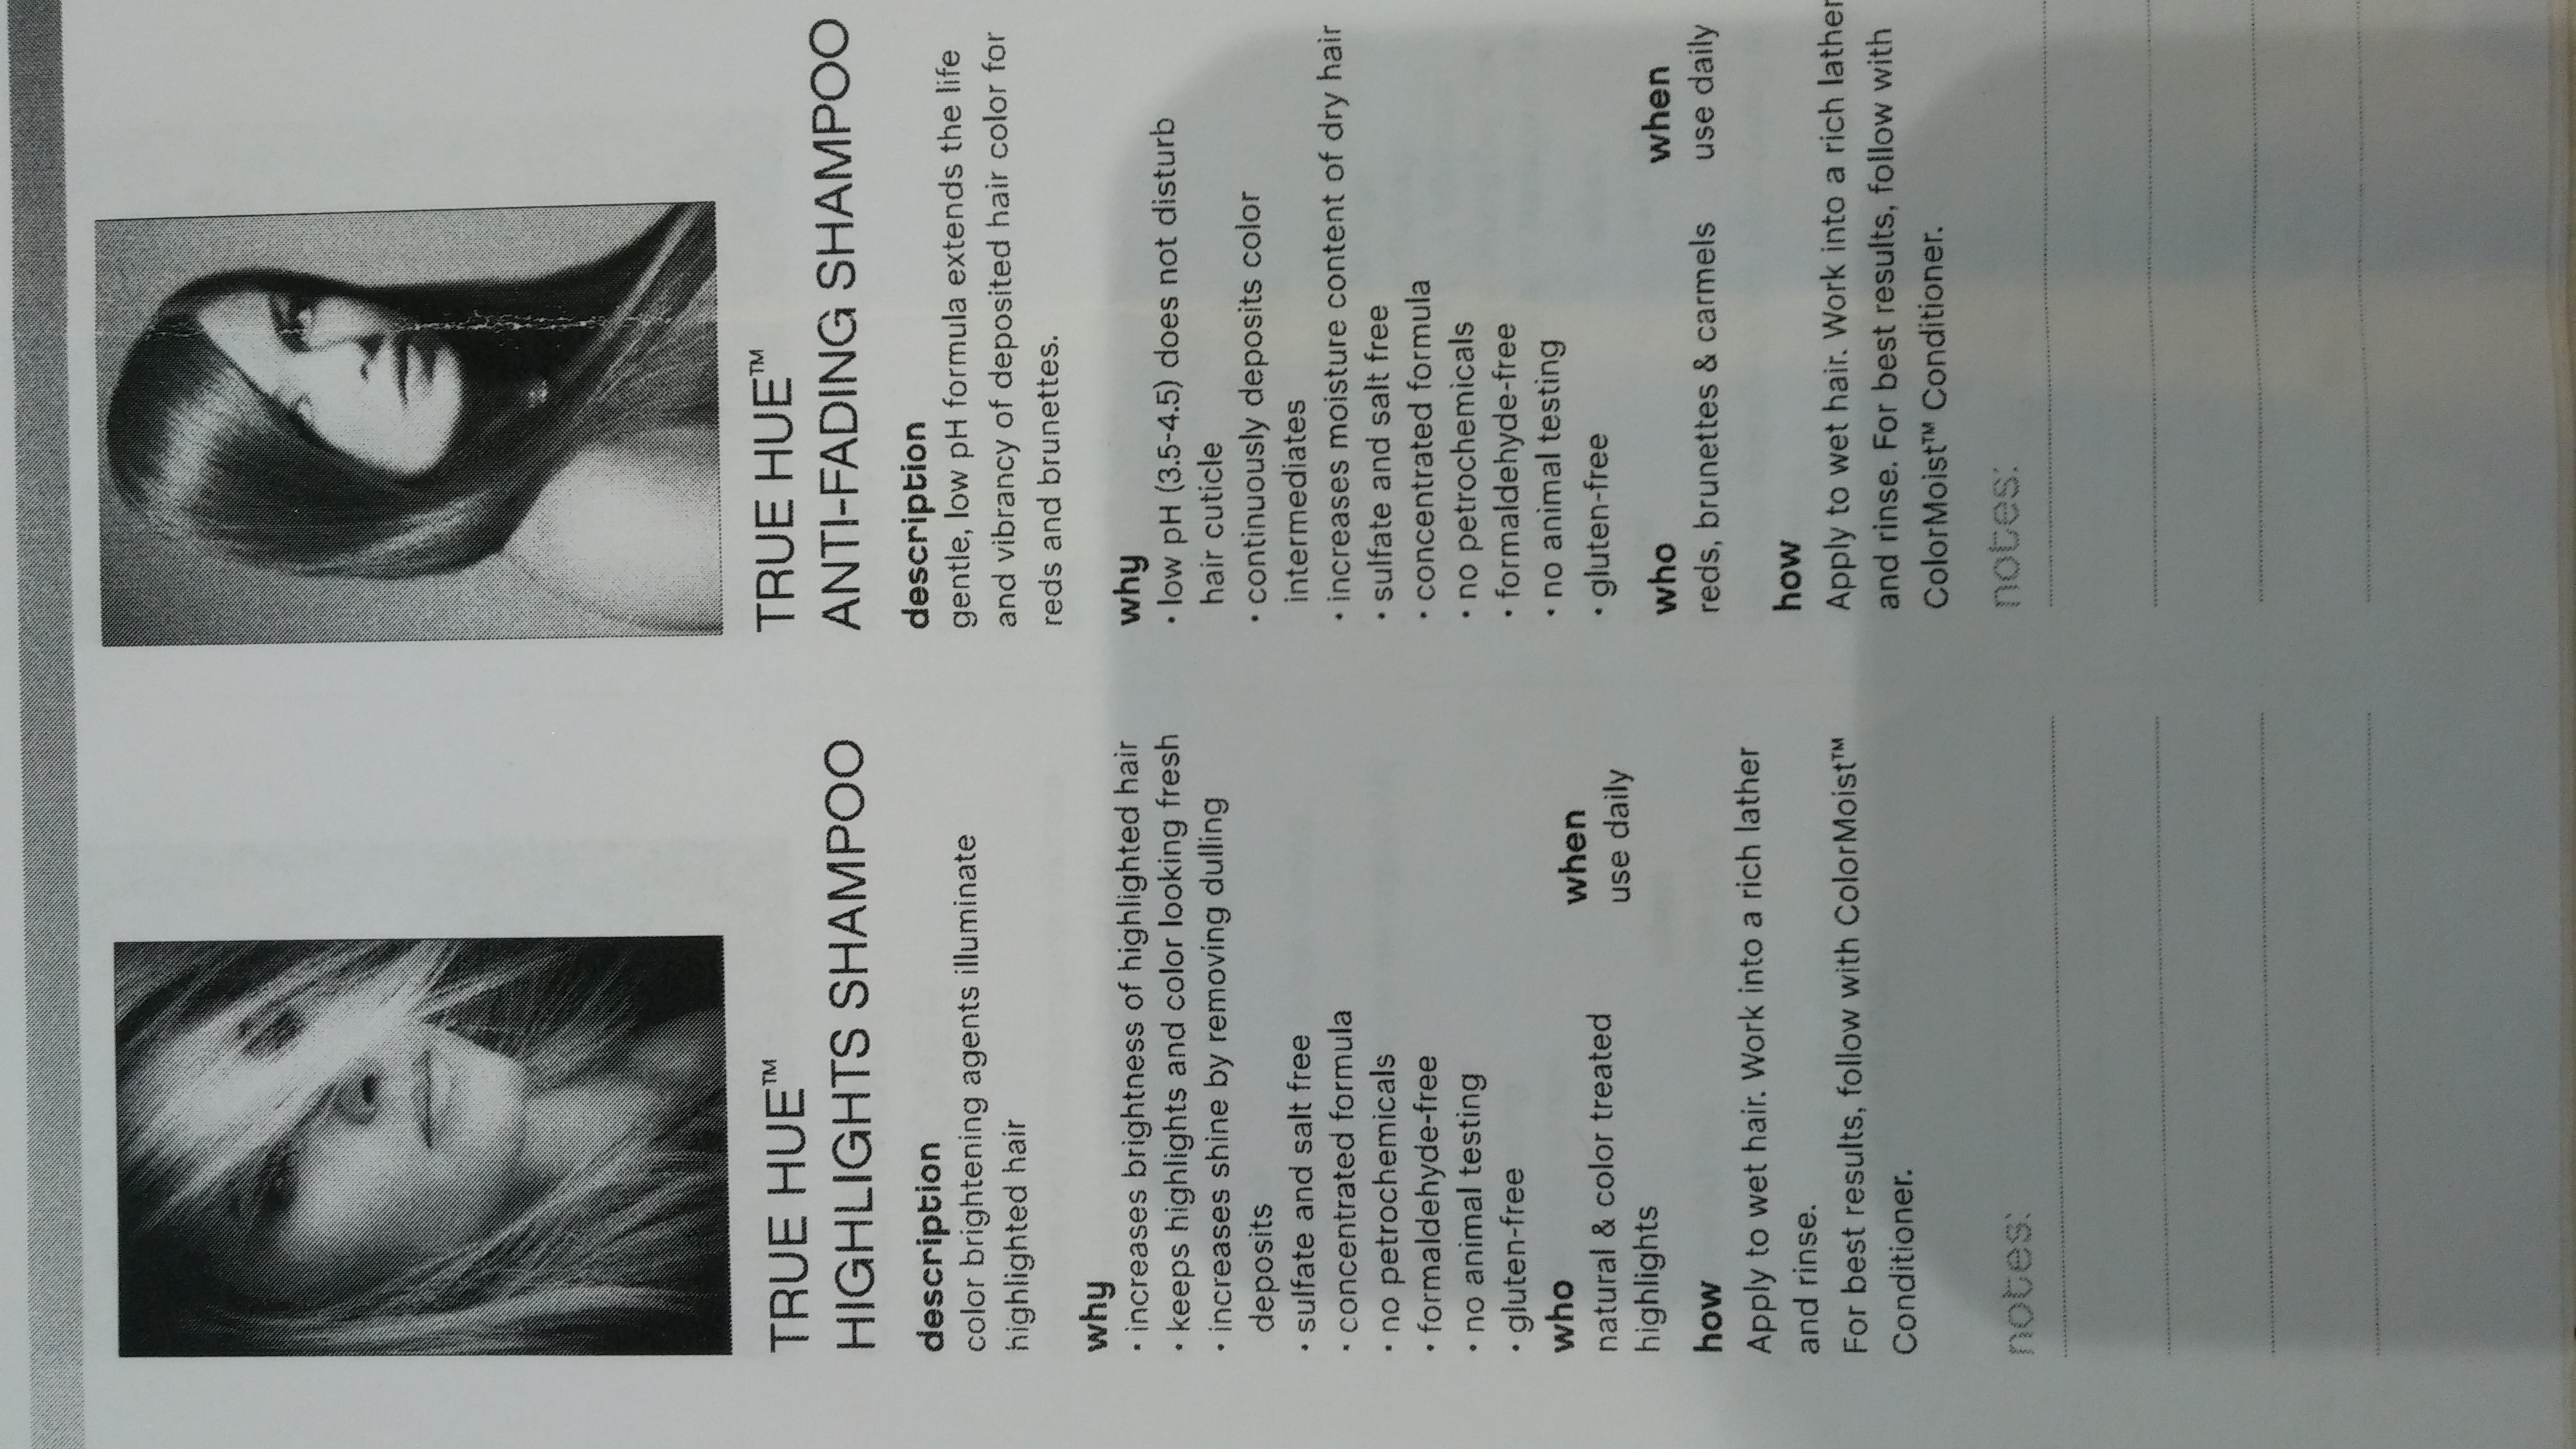 TRUE HUE™
HIGHLIGHTS SHAMPOO
description
color brightening agents illuminate
highlighted hair
why
• increases brightness of highlighted hair
• keeps highlights and color looking fresh
• increases shine by removing dulling
deposits
• sulfate and salt free
• concentrated formula
• no petrochemicals
• formaldehyde-free
• no animal testing
• gluten-free
who
natural & color treated
highlights
when
use daily
how
Apply to wet hair. Work into a rich lather
and rinse.
For best results, follow with ColorMoist™
Conditioner.
notes:
TRUE HUE™
ANTI-FADING SHAMPOO
description
gentle, low pH formula extends the life
and vibrancy of deposited hair color for
reds and brunettes.
why
• low pH (3.5-4.5) does not disturb
hair cuticle
• continuously deposits color
intermediates
• increases moisture content of dry hair
• sulfate and salt free
• concentrated formula
• no petrochemicals
• formaldehyde-free
• no animal testing
• gluten-free
who
reds, brunettes & carmels
when
use daily
how
Apply to wet hair. Work into a rich lather
and rinse. For best results, follow with
ColorMoist™ Conditioner.
notes: